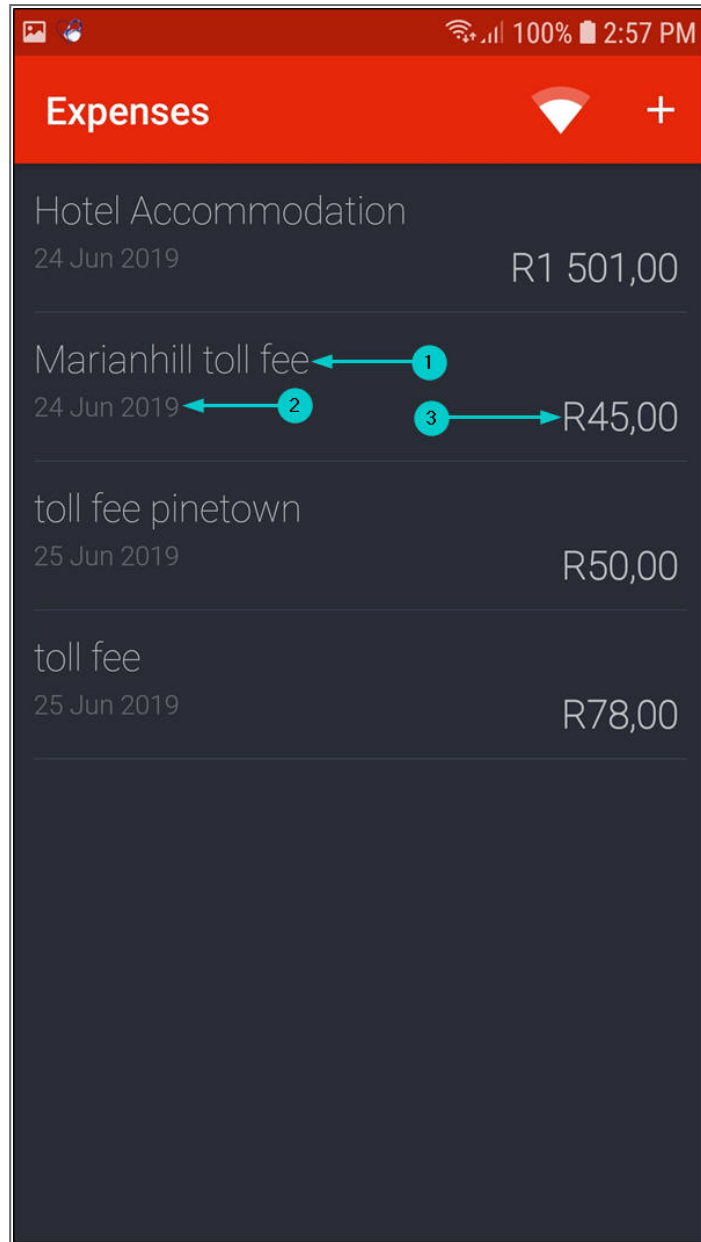 100% 2:57 PM
Expenses +
Hotel Accommodation
24 Jun 2019
R1 501,00
Marianhill toll fee 1
24 Jun 2019 2
3 R45,00
toll fee pinetown
25 Jun 2019
R50,00
toll fee
25 Jun 2019
R78,00